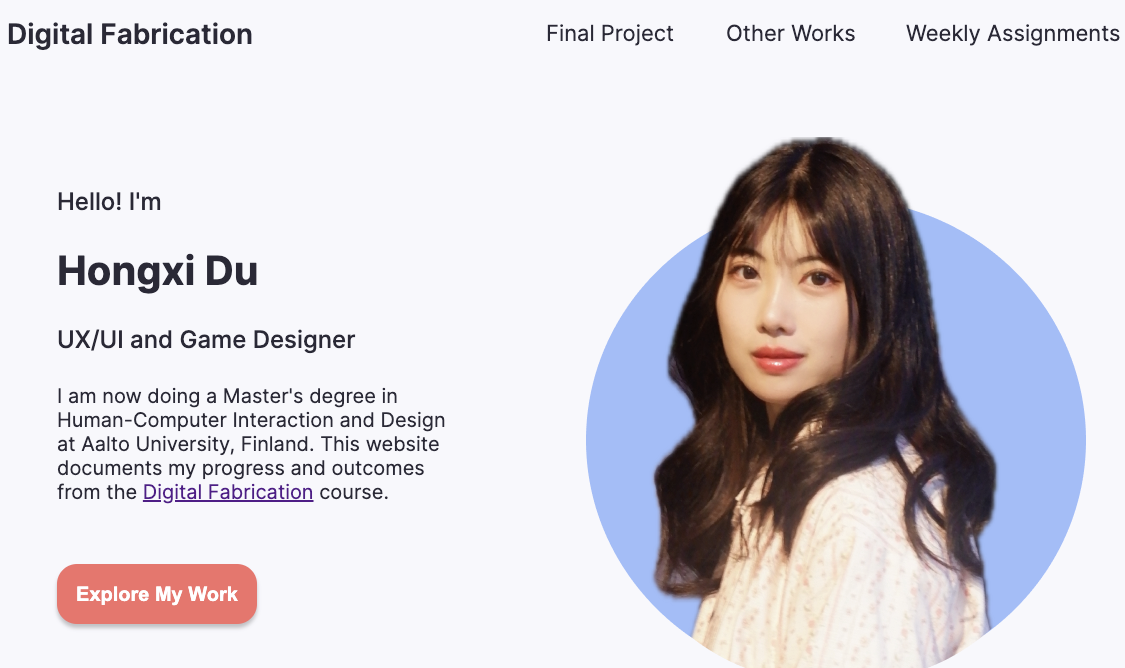 Digital Fabrication
Final Project
Other Works
Weekly Assignments
Hello! I'm
Hongxi Du
UX/UI and Game Designer
I am now doing a Master's degree in
Human-Computer Interaction and Design
at Aalto University, Finland. This website
documents my progress and outcomes
from the Digital Fabrication course.
Explore My Work